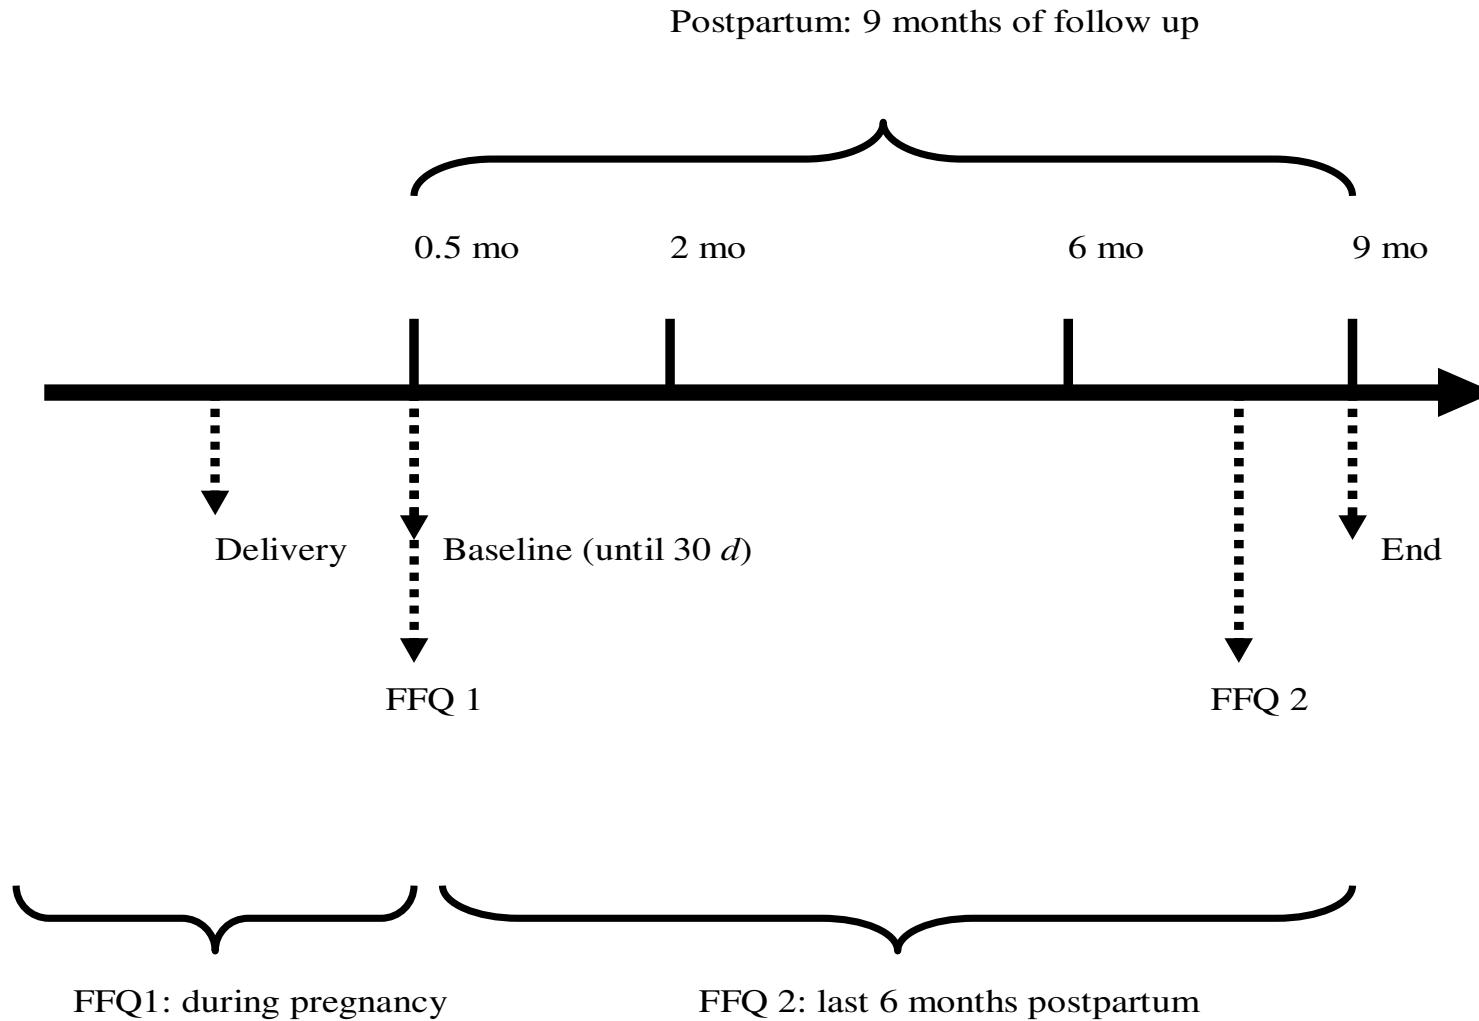 Postpartum: 9 months of follow up
0.5 mo
2 mo
6 mo
9 mo
Delivery
Baseline (until 30 d)
End
FFQ 1
FFQ 2
FFQ1: during pregnancy
FFQ 2: last 6 months postpartum